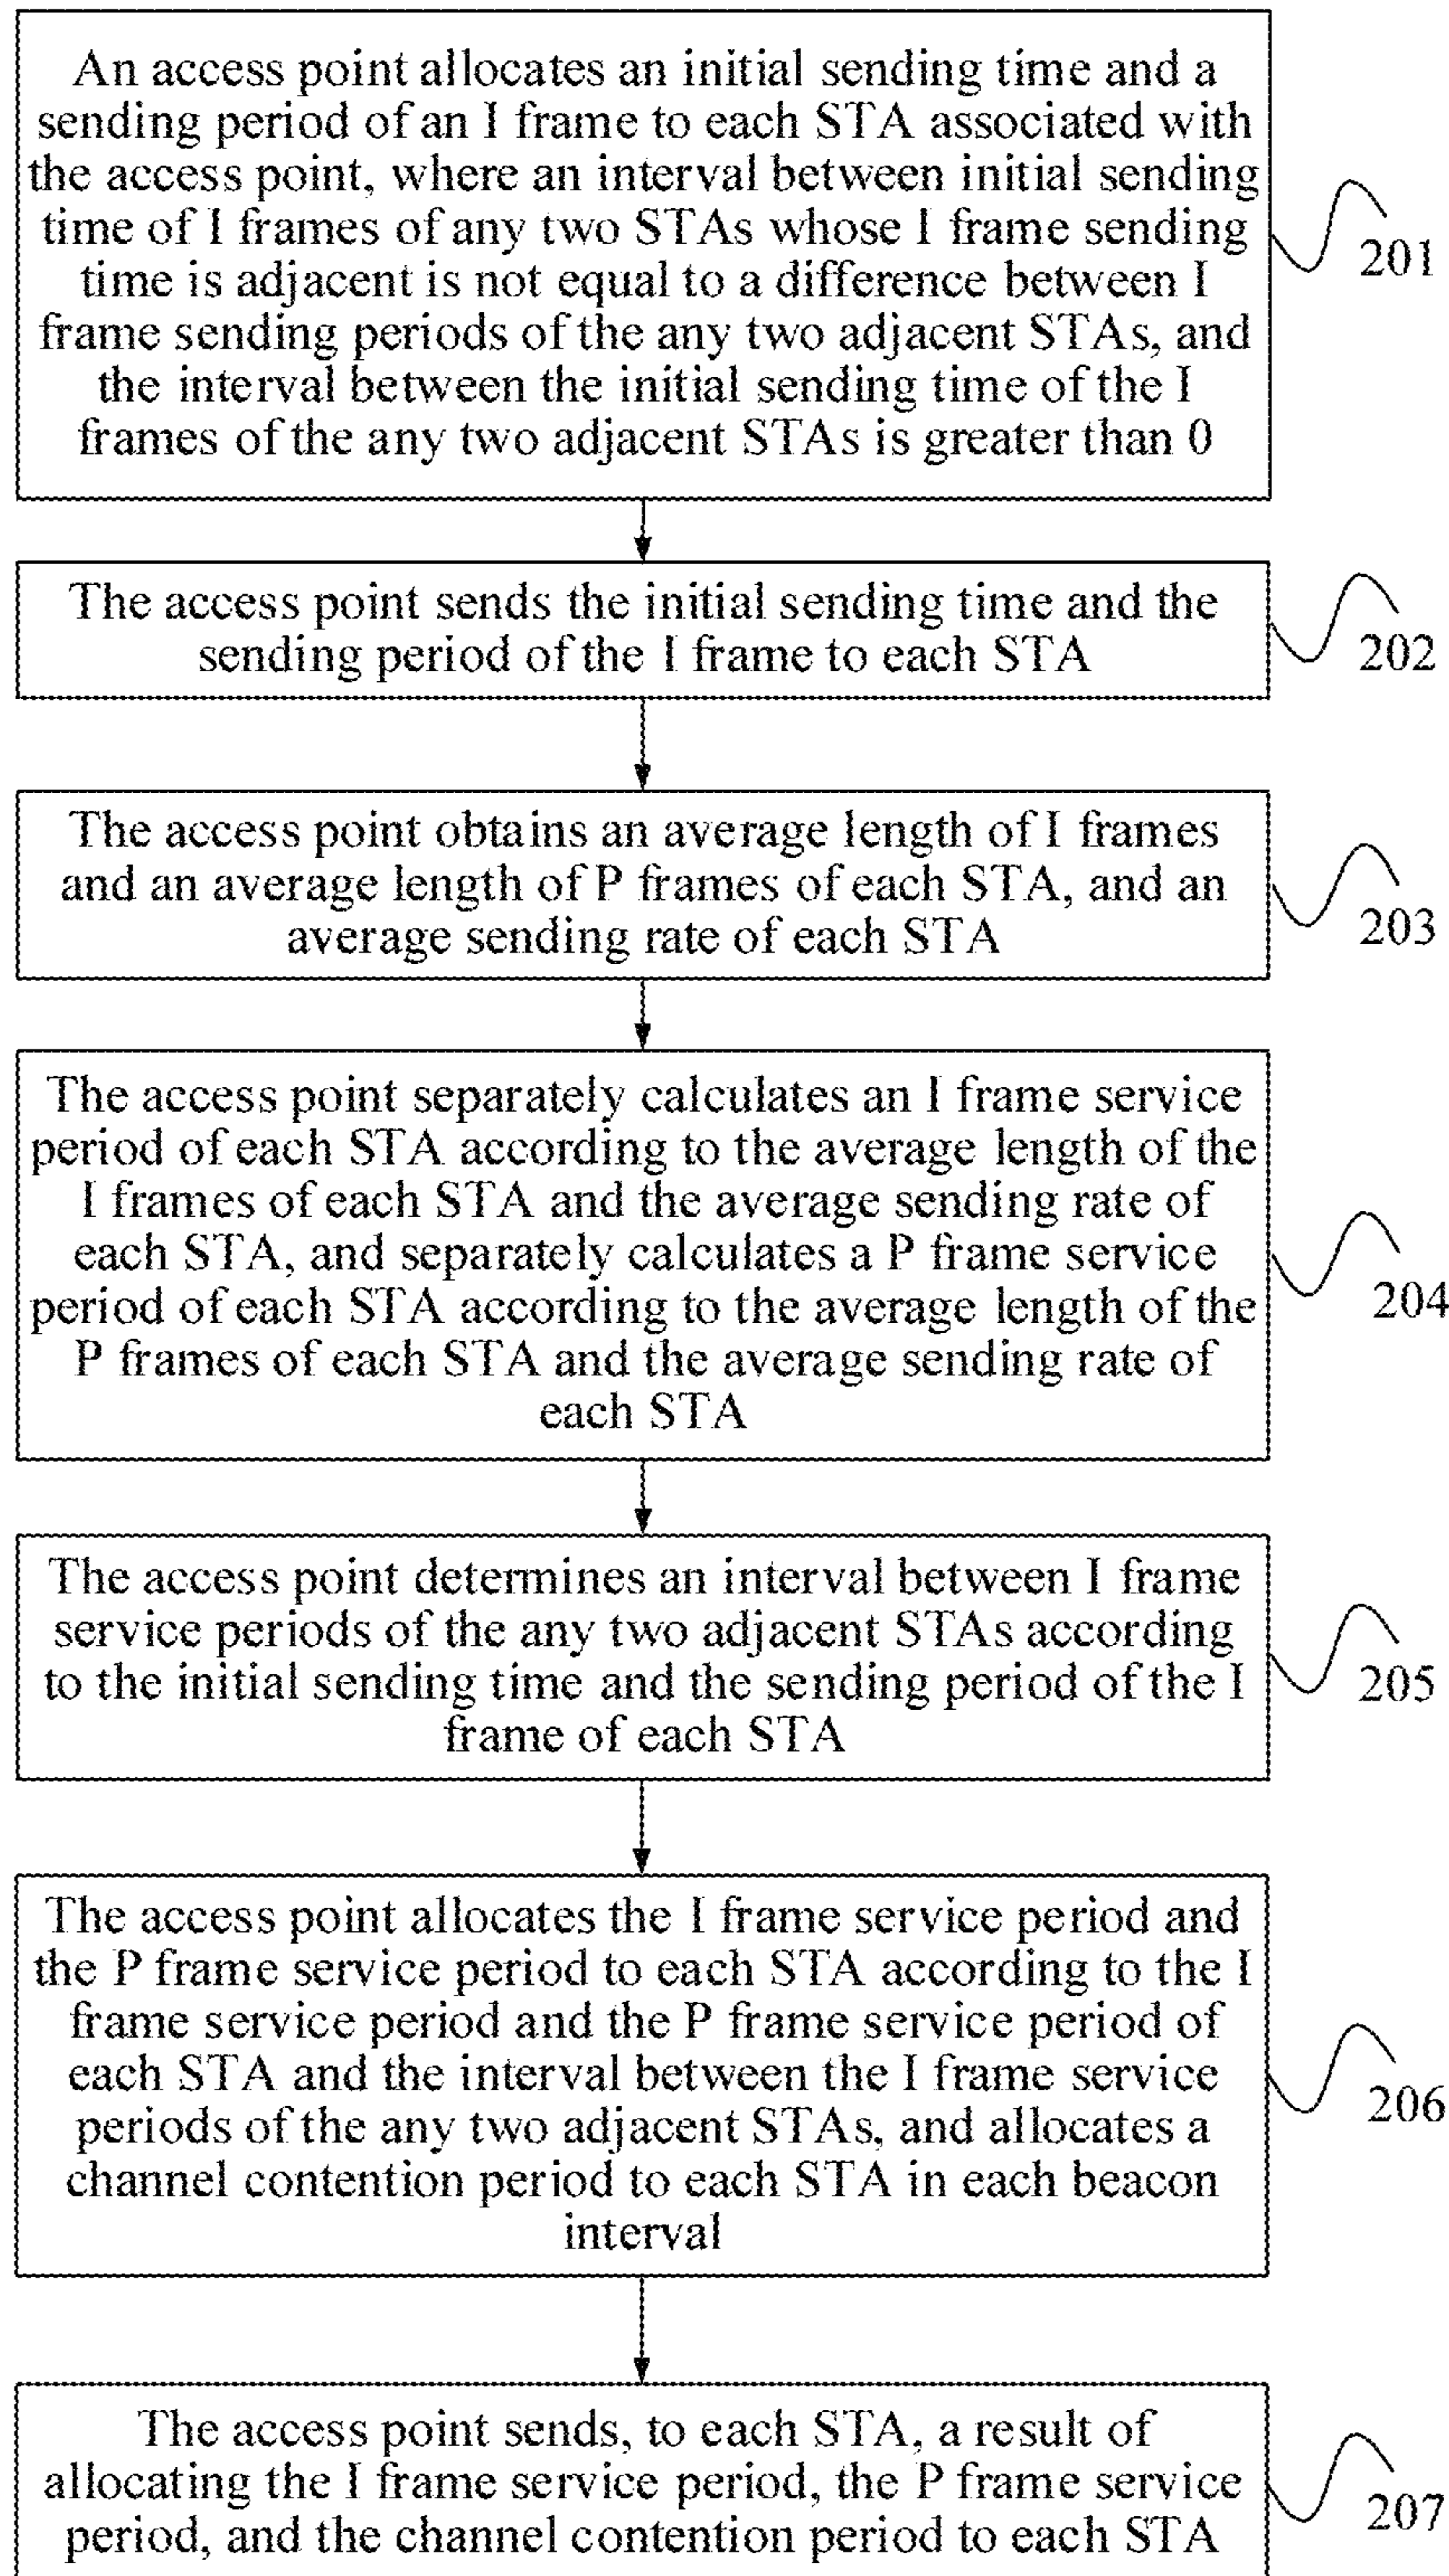 An access point allocates an initial sending time and a
sending period of an I frame to each STA associated with
the access point, where an interval between initial sending
time of I frames of any two STAs whose I frame sending
time is adjacent is not equal to a difference between I
frame sending periods of the any two adjacent STAs, and
the interval between the initial sending time of the I
frames of the any two adjacent STAs is greater than 0
201
The access point sends the initial sending time and the
sending period of the I frame to each STA
202
The access point obtains an average length of I frames
and an average length of P frames of each STA, and an
average sending rate of each STA
203
The access point separately calculates an I frame service
period of each STA according to the average length of the
I frames of each STA and the average sending rate of
each STA, and separately calculates a P frame service
period of each STA according to the average length of the
P frames of each STA and the average sending rate of
each STA
204
The access point determines an interval between I frame
service periods of the any two adjacent STAs according
to the initial sending time and the sending period of the I
frame of each STA
205
The access point allocates the I frame service period and
the P frame service period to each STA according to the I
frame service period and the P frame service period of
each STA and the interval between the I frame service
periods of the any two adjacent STAs, and allocates a
channel contention period to each STA in each beacon
interval
206
The access point sends, to each STA, a result of
allocating the I frame service period, the P frame service
period, and the channel contention period to each STA
207